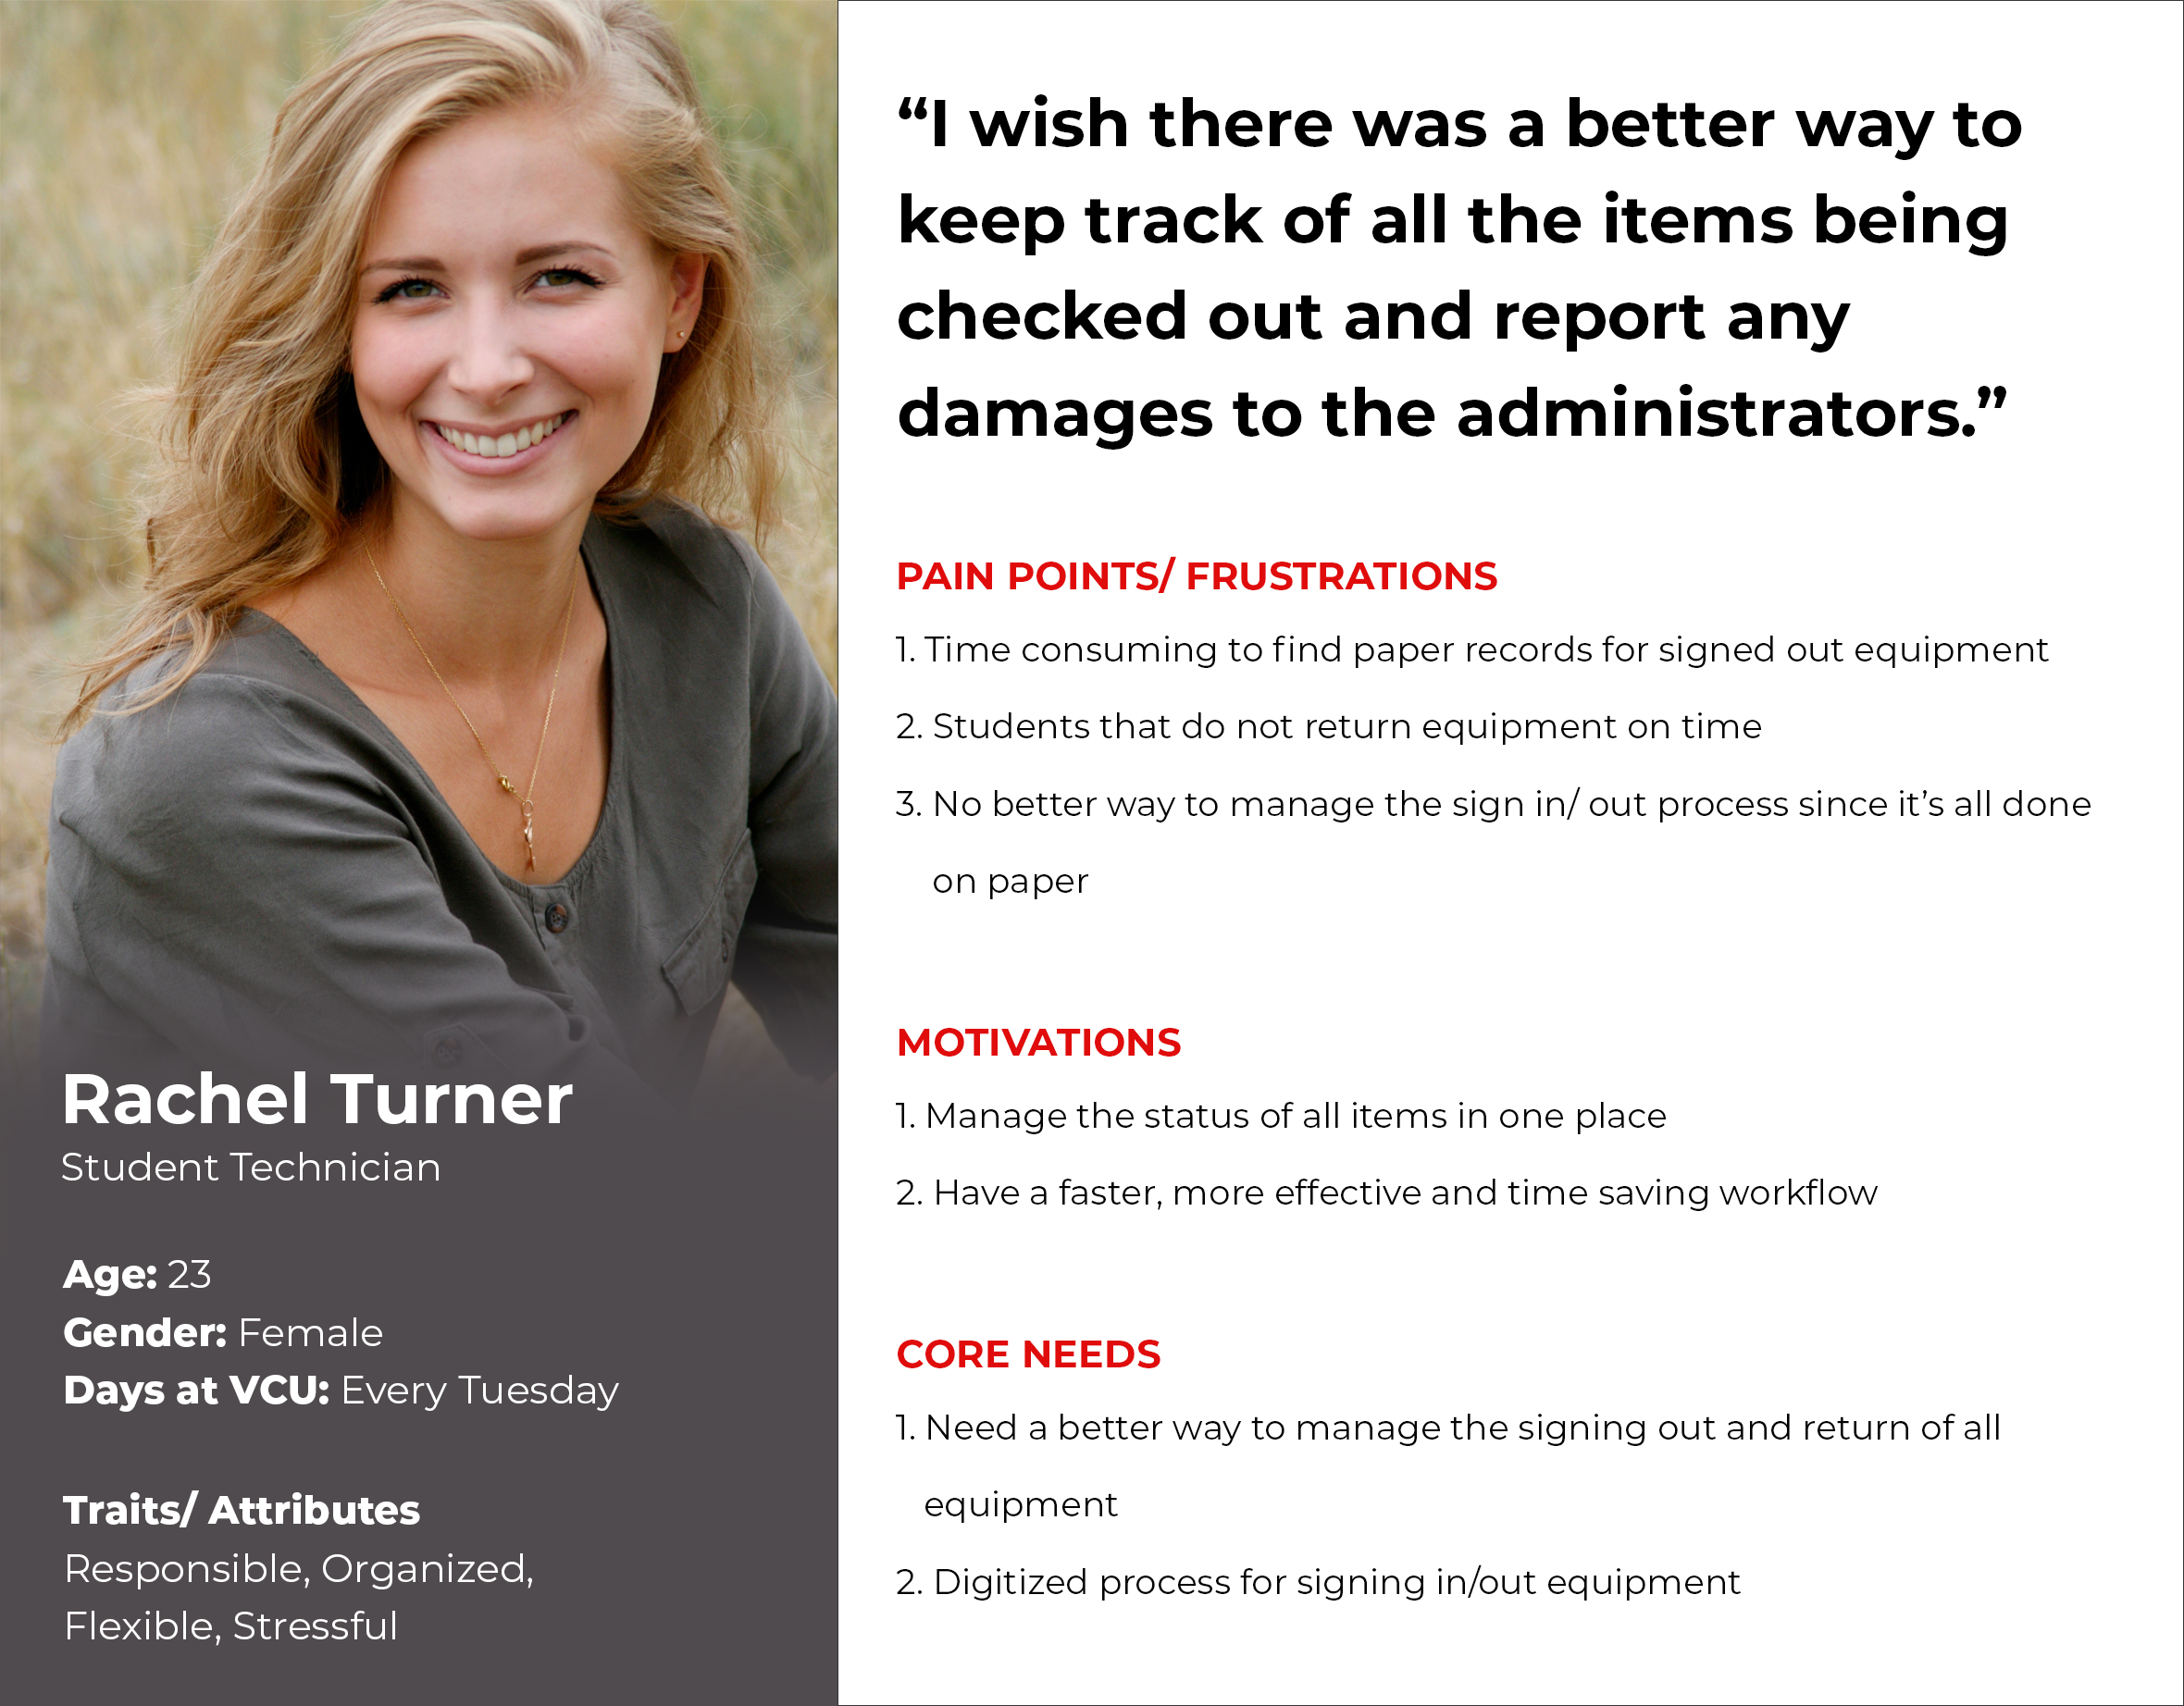 “I wish there was a better way to
keep track of all the items being
checked out and report any
damages to the administrators.”
PAIN POINTS/ FRUSTRATIONS
1. Time consuming to find paper records for signed out equipment
2. Students that do not return equipment on time
3. No better way to manage the sign in/ out process since it’s all done
on paper
MOTIVATIONS
1. Manage the status of all items in one place
2. Have a faster, more effective and time saving workflow
CORE NEEDS
1. Need a better way to manage the signing out and return of all
equipment
2. Digitized process for signing in/out equipment
Rachel Turner
Student Technician
Age: 23
Gender: Female
Days at VCU: Every Tuesday
Traits/ Attributes
Responsible, Organized,
Flexible, Stressful